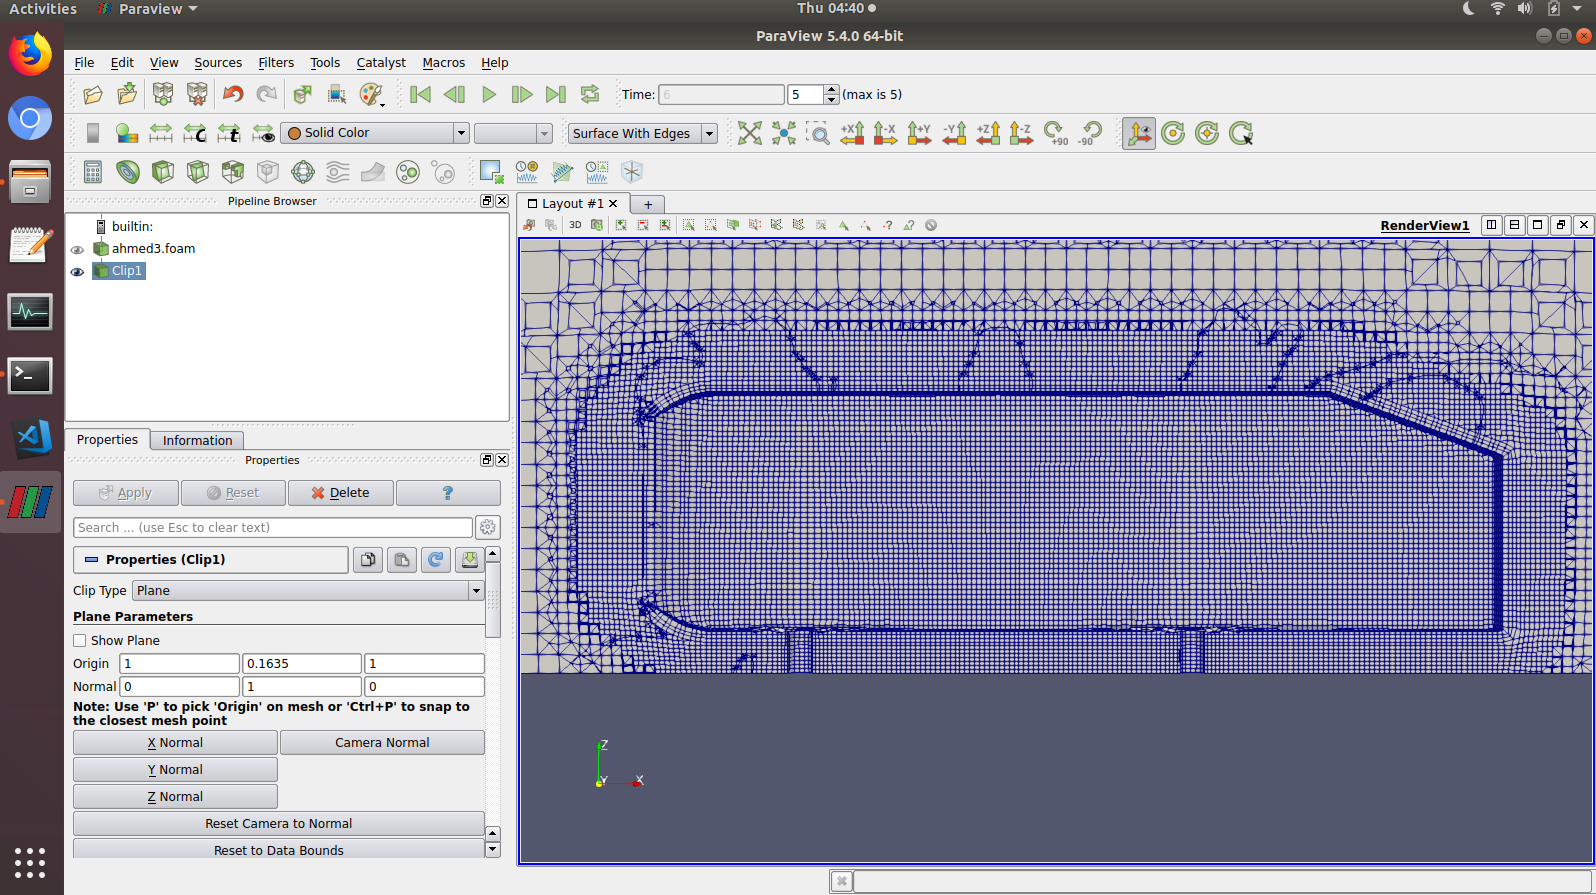 Activities Paraview Thu 04:40
ParaView 5.4.0 64-bit
File Edit View Sources Filters Tools Catalyst Macros Help
Time: 6 5 (max is 5)
C t Solid Color Surface With Edges +X -X +Y -Y +Z -Z +90 -90
Pipeline Browser
builtin:
ahmed3.foam
Clip1
Layout #1 +
3D RenderView1
Properties Information
Properties
Apply Reset Delete ?
Search ... (use Esc to clear text)
Properties (Clip1)
Clip Type Plane
Plane Parameters
Show Plane
Origin 1 0.1635 1
Normal 0 1 0
Note: Use 'P' to pick 'Origin' on mesh or 'Ctrl+P' to snap to
the closest mesh point
X Normal Camera Normal
Y Normal
Z Normal
Reset Camera to Normal
Reset to Data Bounds
Z
Y X